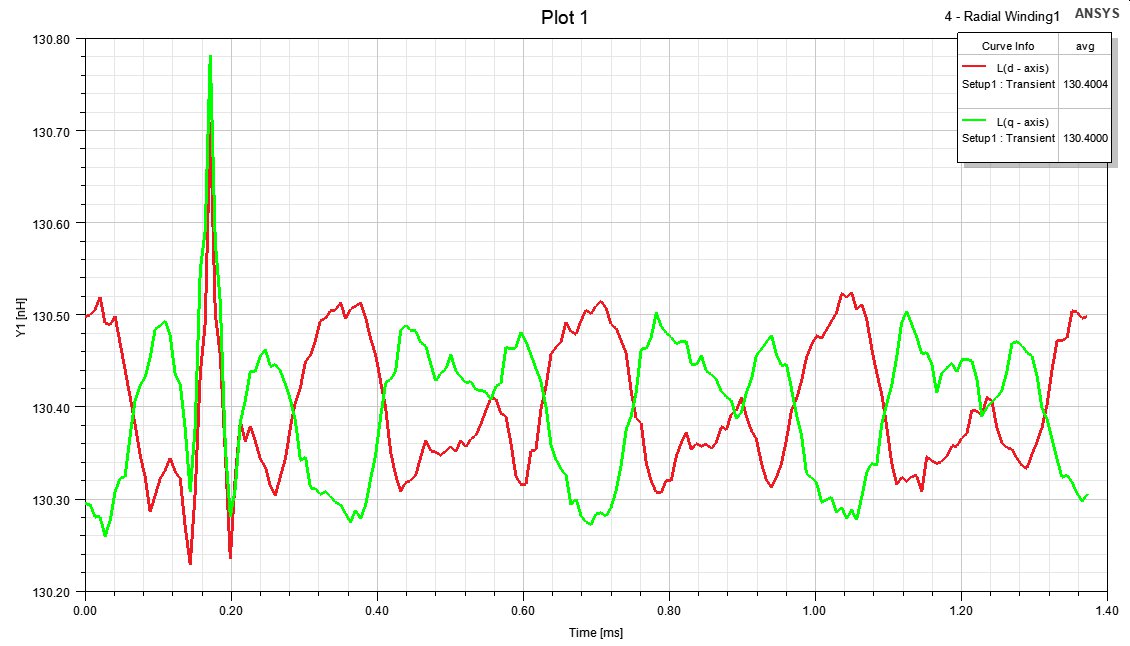 Plot 1
4 - Radial Winding1
ANSYS
Curve Info avg
L(d - axis)
Setup1 : Transient 130.4004
L(q - axis)
Setup1 : Transient 130.4000
130.80
130.70
130.60
130.50
130.40
130.30
130.20
Y1 [nH]
0.00 0.20 0.40 0.60 0.80 1.00 1.20 1.40
Time [ms]